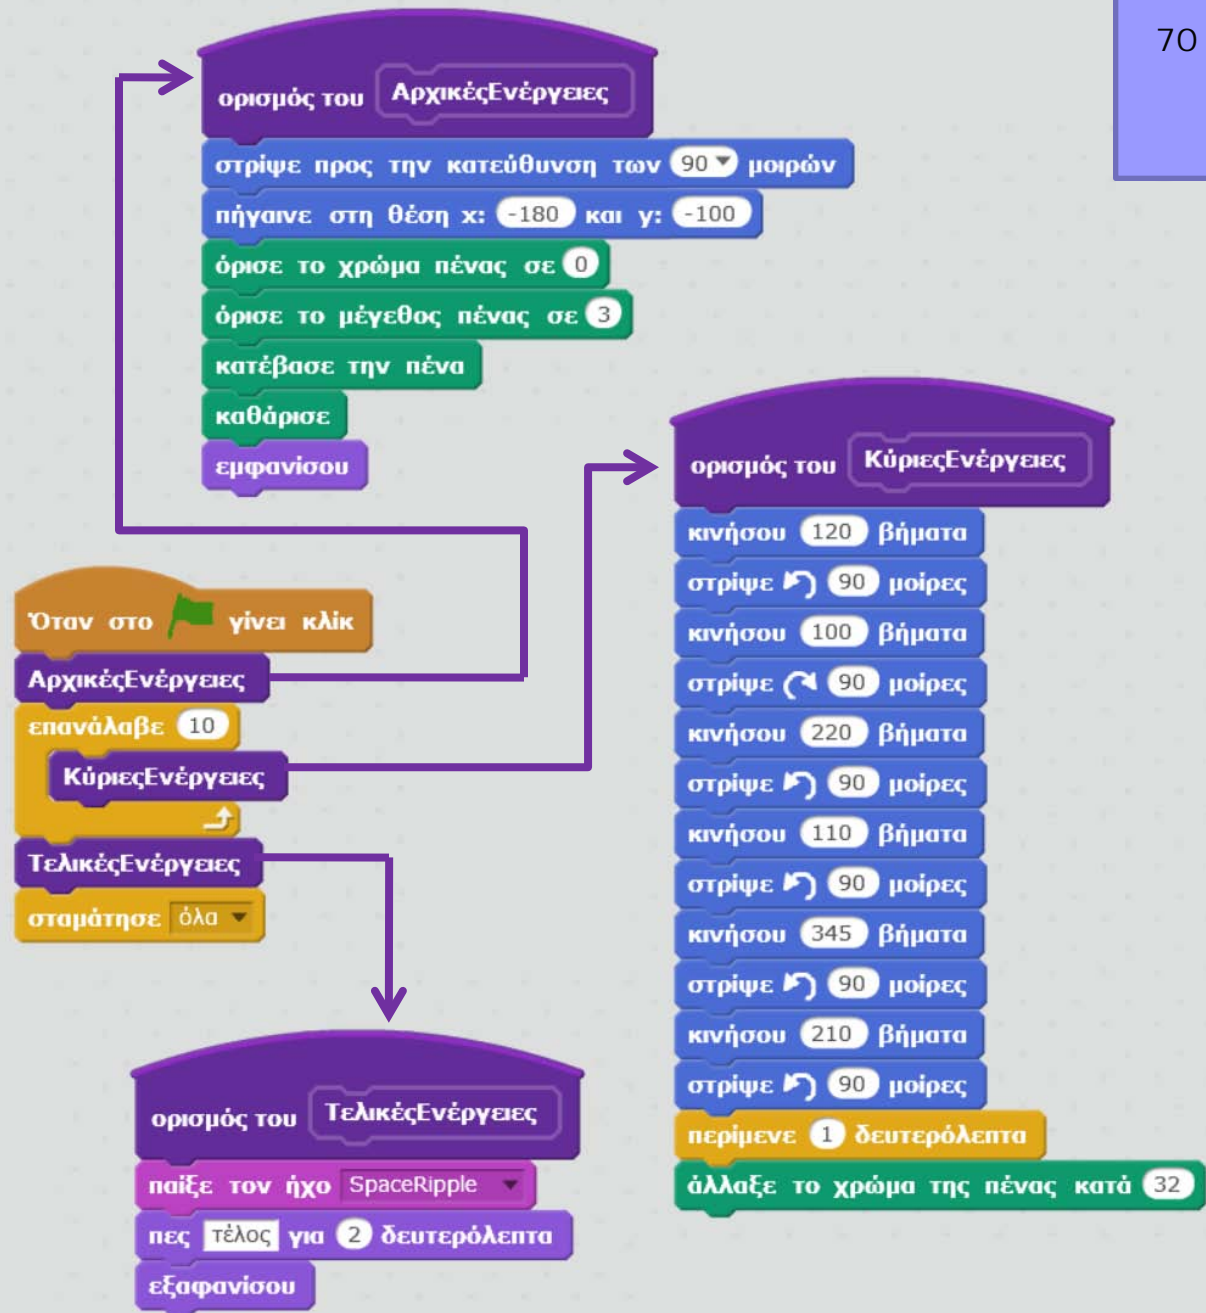 70
ορισμός του ΑρχικέςΕνέργειες
στρίψε προς την κατεύθυνση των 90 μοιρών
πήγαινε στη θέση x: -180 και y: -100
όρισε το χρώμα πένας σε 0
όρισε το μέγεθος πένας σε 3
κατέβασε την πένα
καθάρισε
εμφανίσου
Όταν στο γίνει κλίκ
ΑρχικέςΕνέργειες
επανάλαβε 10
ΚύριεςΕνέργειες
ΤελικέςΕνέργειες
σταμάτησε όλα
ορισμός του ΚύριεςΕνέργειες
κινήσου 120 βήματα
στρίψε 90 μοίρες
κινήσου 100 βήματα
στρίψε 90 μοίρες
κινήσου 220 βήματα
στρίψε 90 μοίρες
κινήσου 110 βήματα
στρίψε 90 μοίρες
κινήσου 345 βήματα
στρίψε 90 μοίρες
κινήσου 210 βήματα
στρίψε 90 μοίρες
περίμενε 1 δευτερόλεπτα
άλλαξε το χρώμα της πένας κατά 32
ορισμός του ΤελικέςΕνέργειες
παίξε τον ήχο SpaceRipple
πες τέλος για 2 δευτερόλεπτα
εξαφανίσου